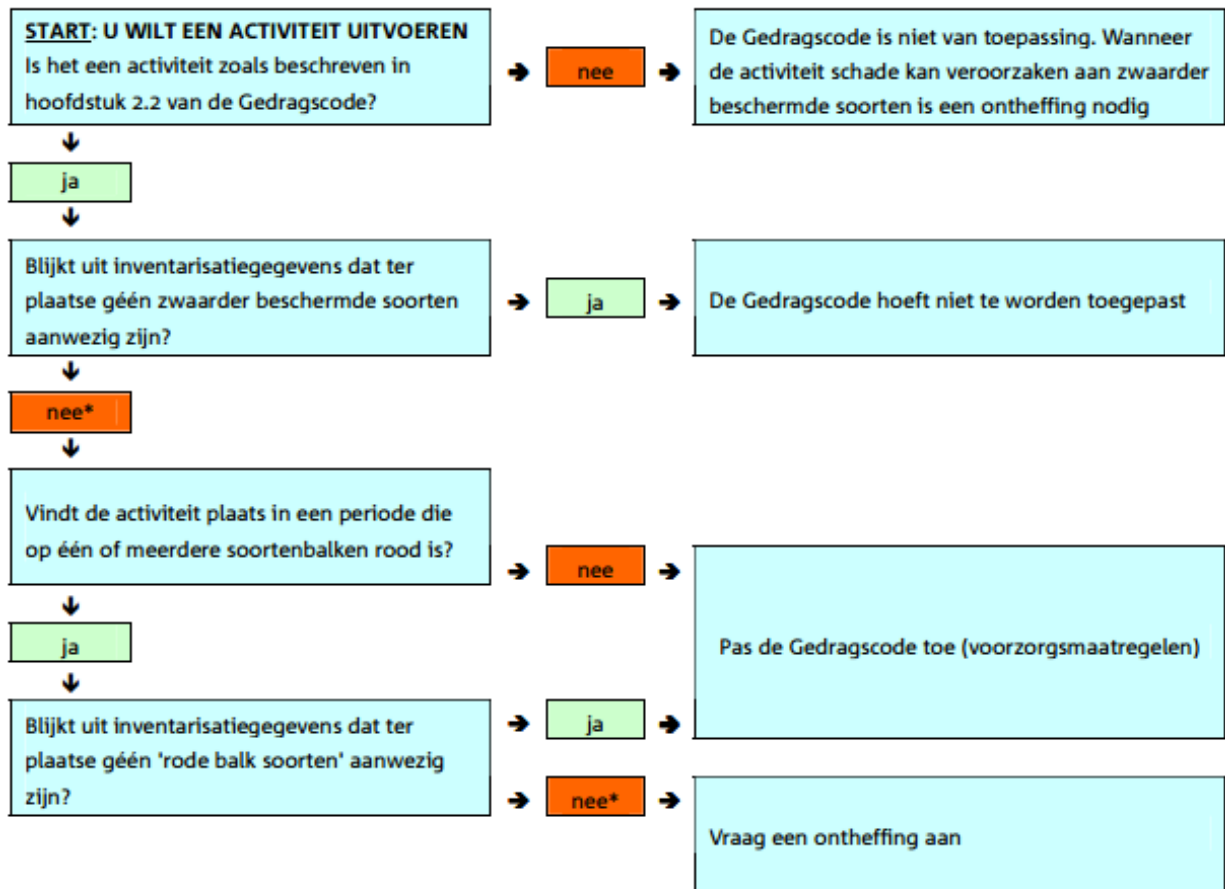 START: U WILT EEN ACTIVITEIT UITVOEREN
Is het een activiteit zoals beschreven in
hoofdstuk 2.2 van de Gedragscode?
nee
De Gedragscode is niet van toepassing. Wanneer
de activiteit schade kan veroorzaken aan zwaarder
beschermde soorten is een ontheffing nodig
ja
Blijkt uit inventarisatiegegevens dat ter
plaatse géén zwaarder beschermde soorten
aanwezig zijn?
ja
De Gedragscode hoeft niet te worden toegepast
nee*
Vindt de activiteit plaats in een periode die
op één of meerdere soortenbalken rood is?
nee
Pas de Gedragscode toe (voorzorgsmaatregelen)
ja
Blijkt uit inventarisatiegegevens dat ter
plaatse géén 'rode balk soorten' aanwezig
zijn?
ja
nee*
Vraag een ontheffing aan